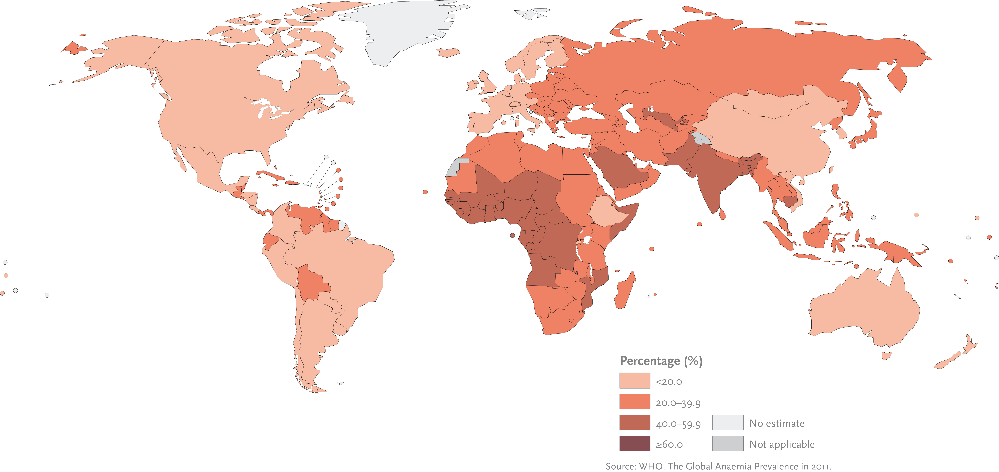 Percentage (%)
<20.0
20.0–39.9
40.0–59.9
≥60.0
No estimate
Not applicable
Source: WHO. The Global Anaemia Prevalence in 2011.